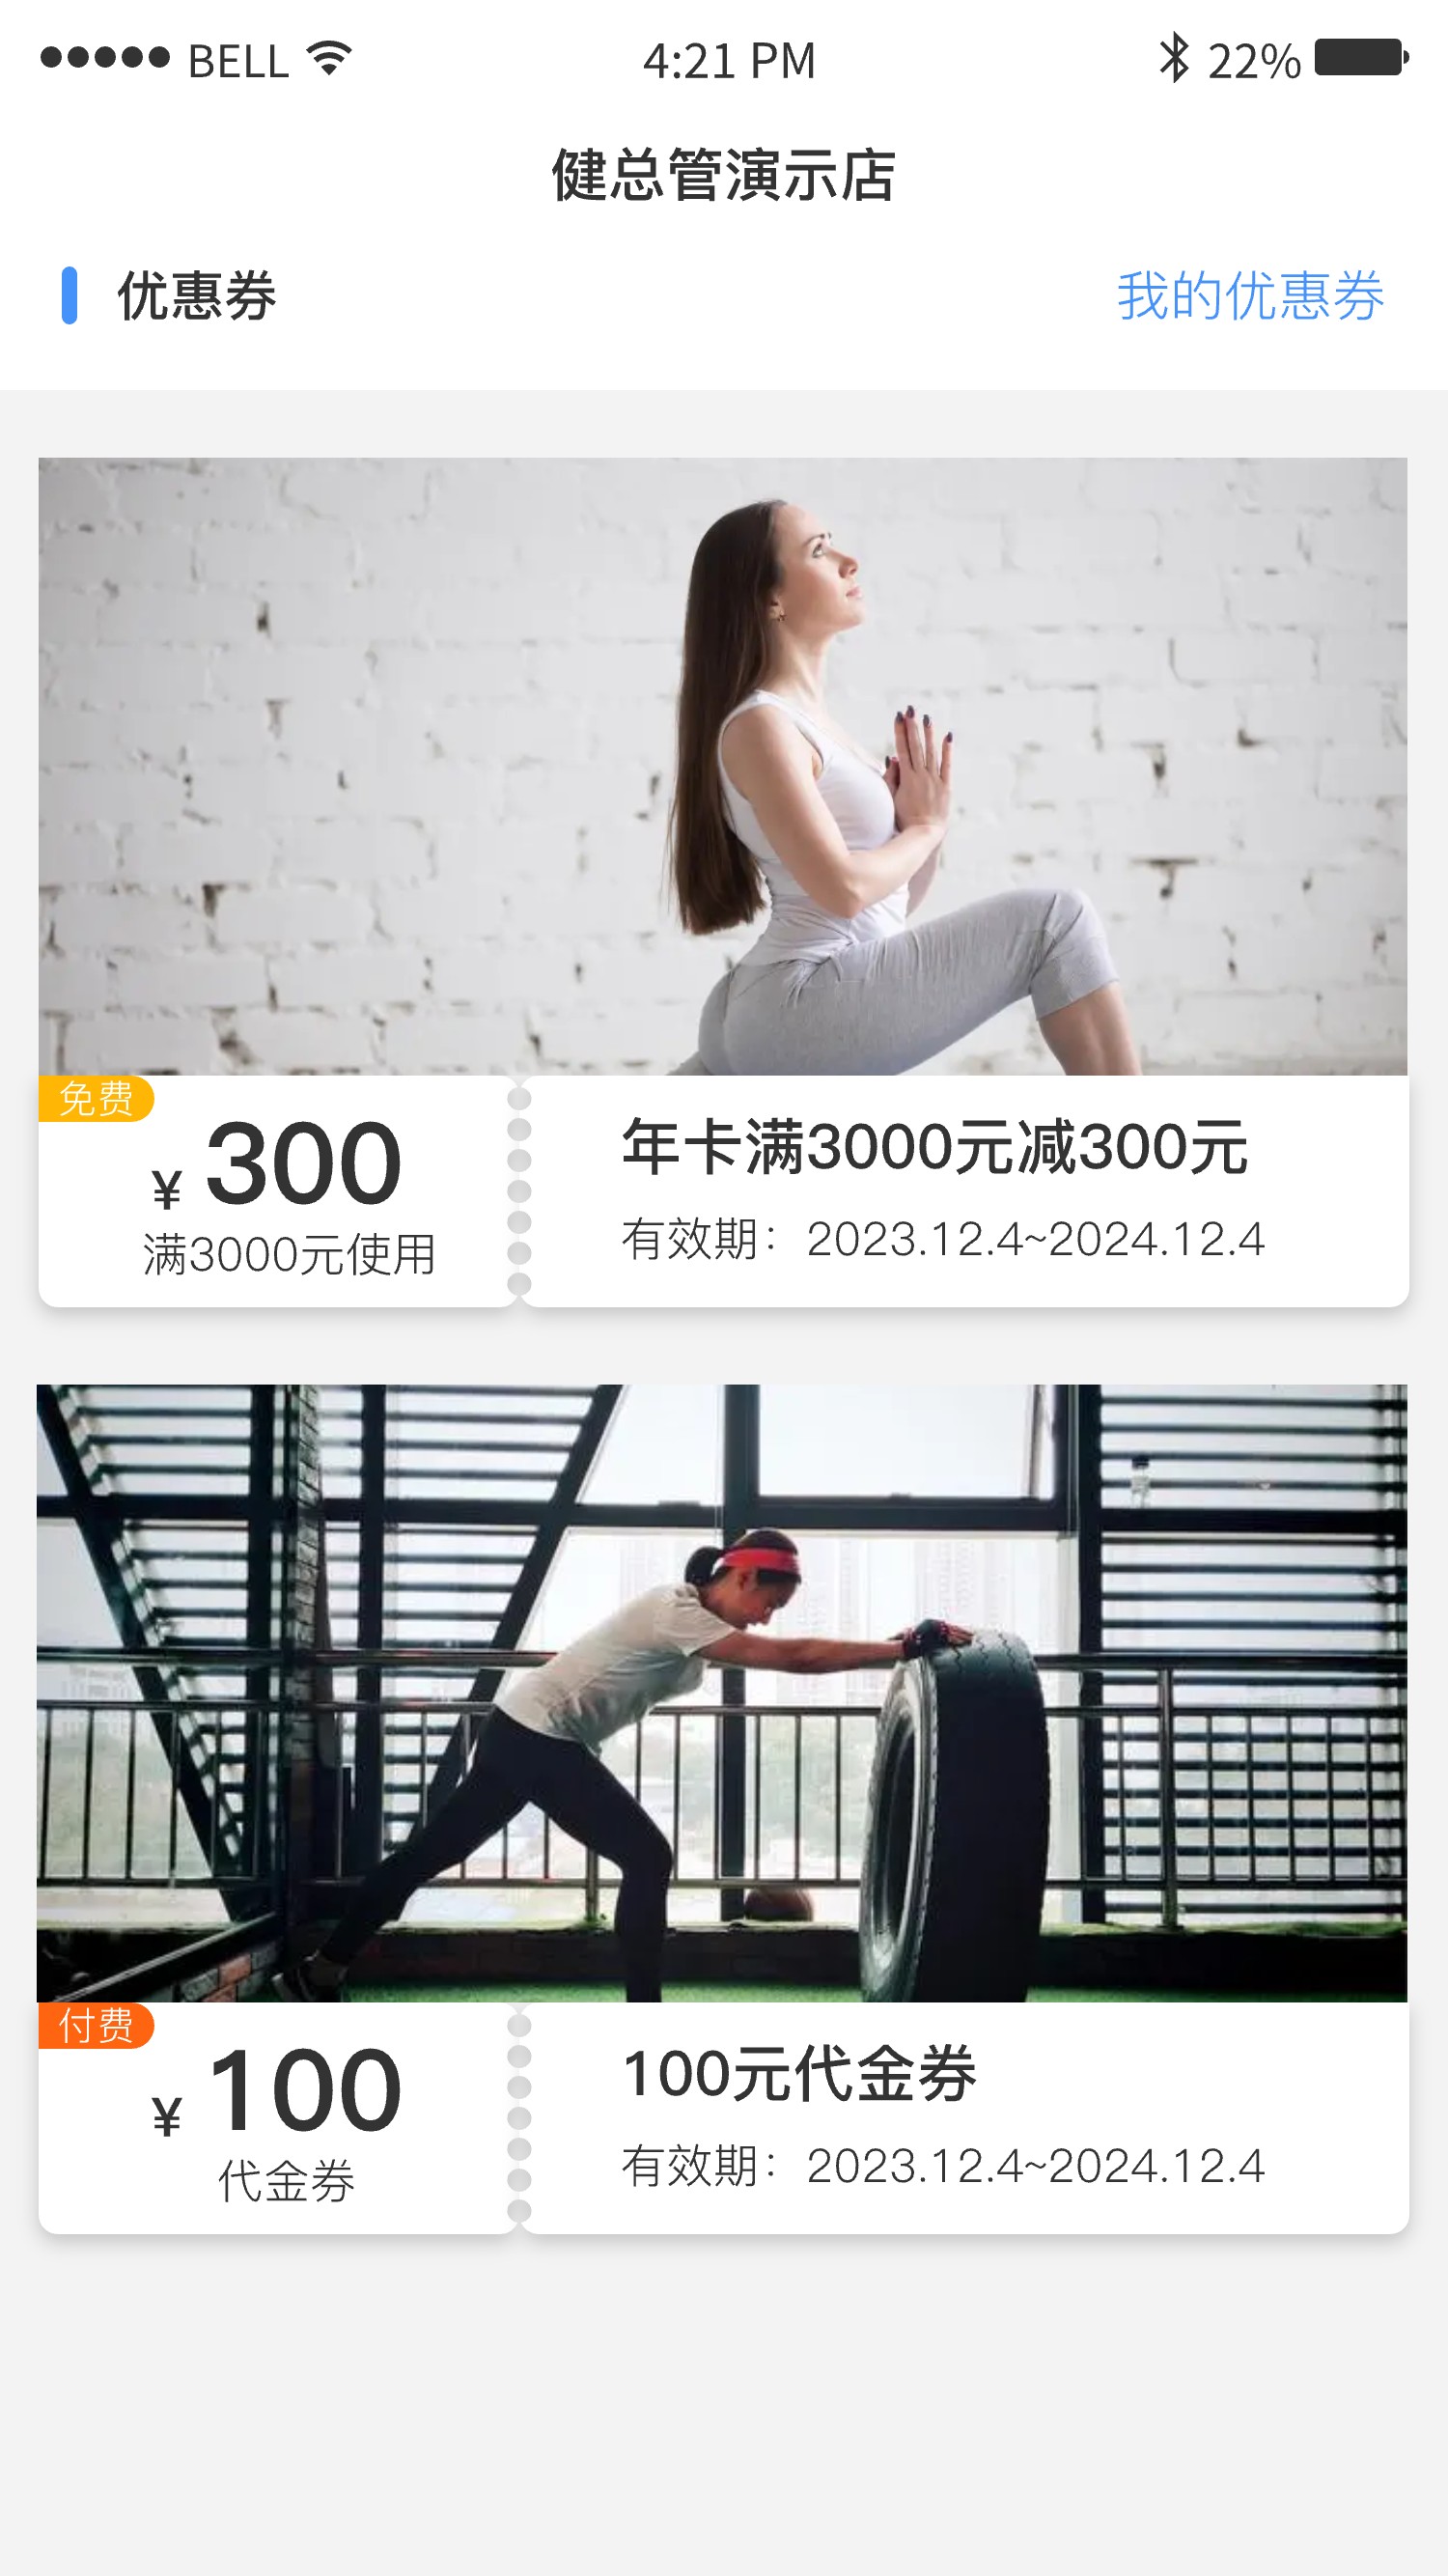 BELL 4:21 PM 22%
健总管演示店
优惠券 我的优惠券
免费
¥ 300
满3000元使用
年卡满3000元减300元
有效期：2023.12.4~2024.12.4
付费
¥ 100
代金券
100元代金券
有效期：2023.12.4~2024.12.4